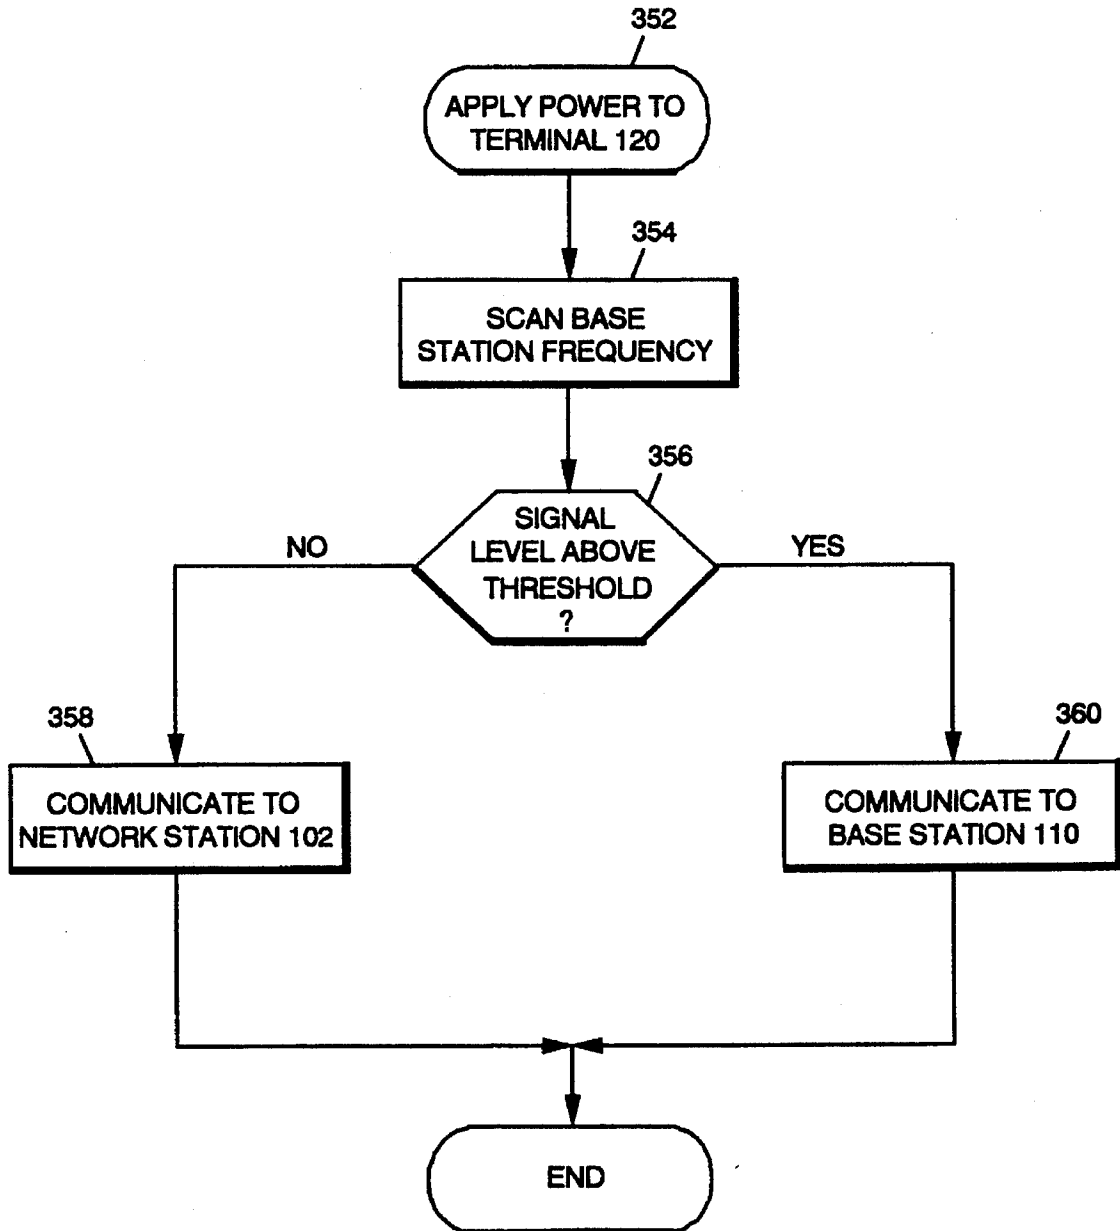 352
APPLY POWER TO
TERMINAL 120
354
SCAN BASE
STATION FREQUENCY
356
SIGNAL
LEVEL ABOVE
THRESHOLD
?
NO
YES
358
COMMUNICATE TO
NETWORK STATION 102
360
COMMUNICATE TO
BASE STATION 110
END